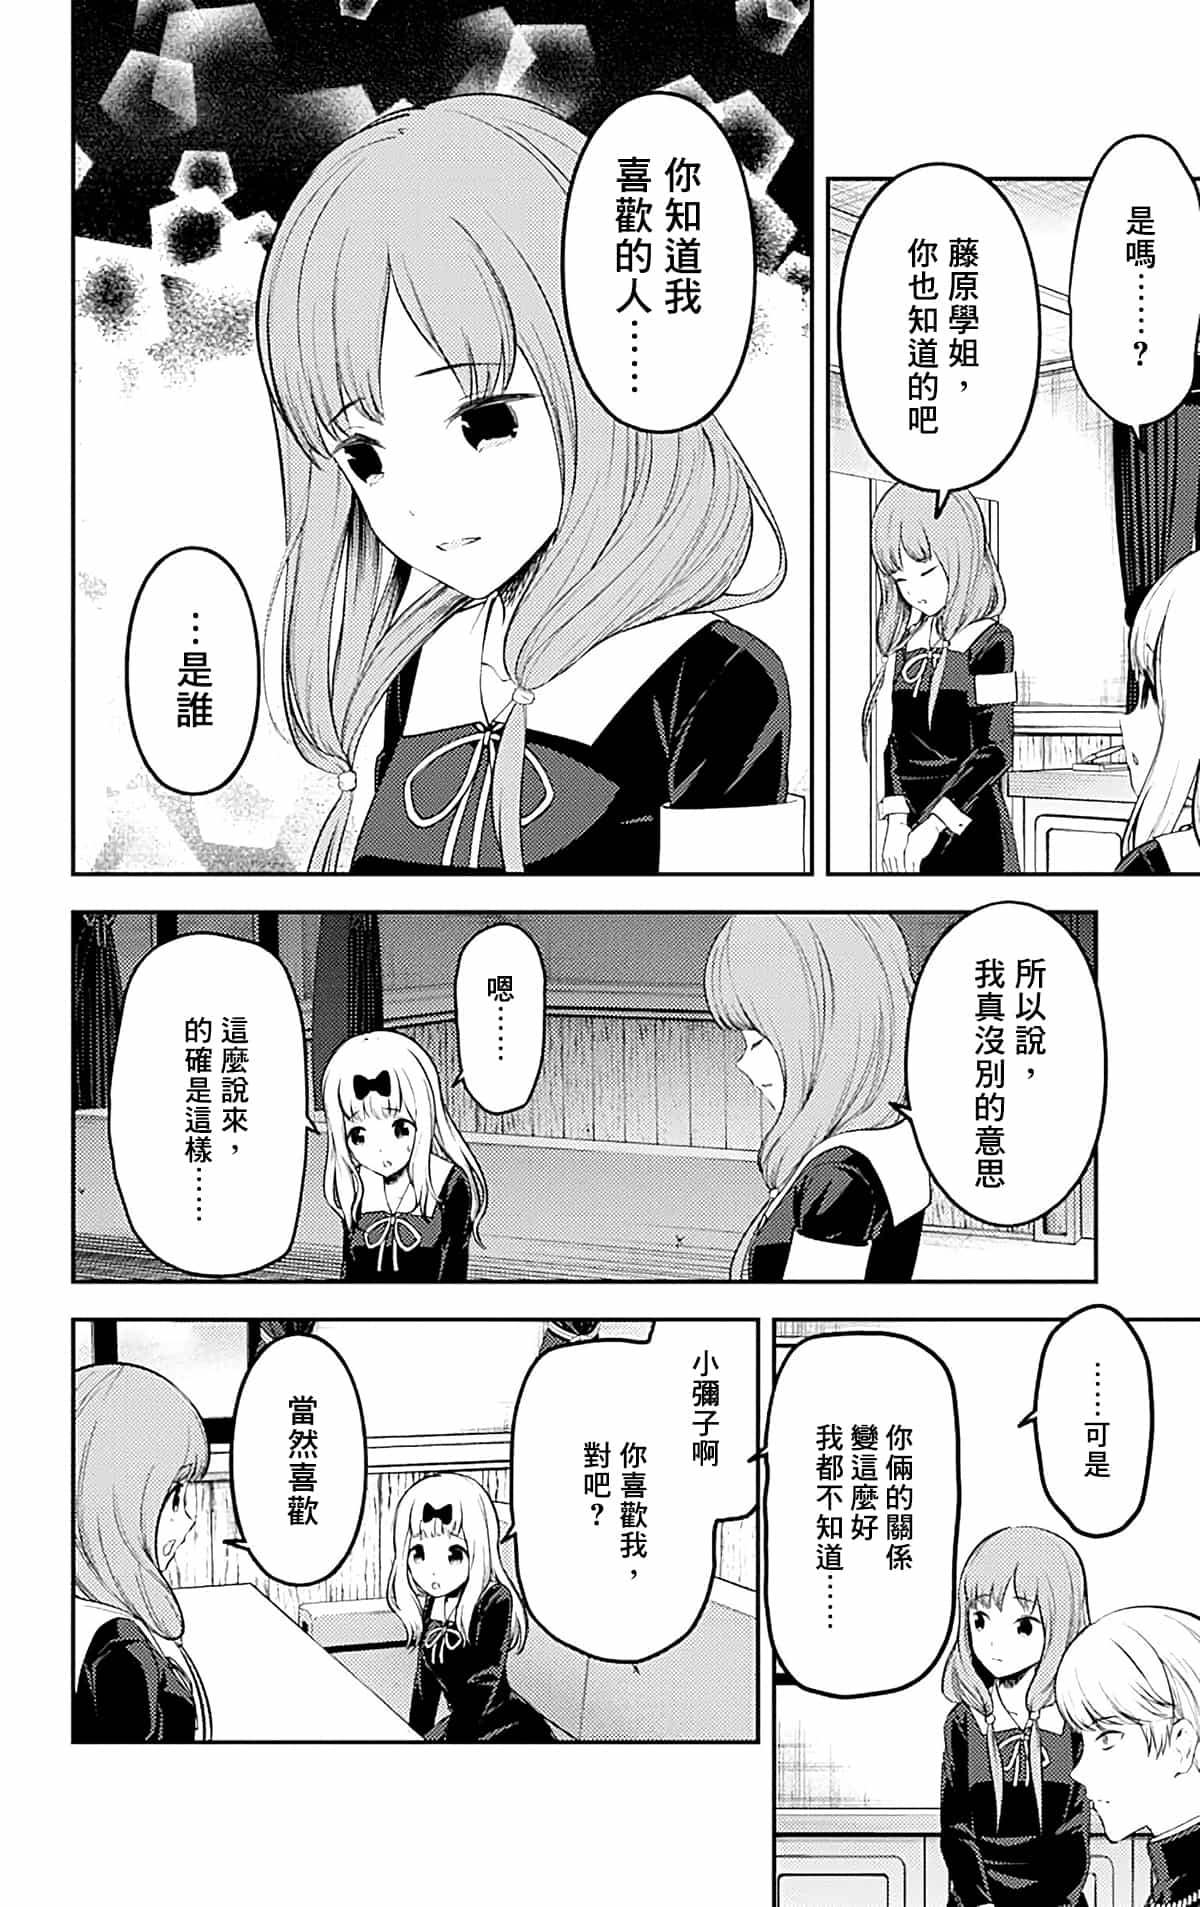 是嗎……?
藤原學姐，
你也知道的吧
你知道我
喜歡的人……
…是誰
所以說，
我真沒別的意思
嗯……
這麼說來，
的確是這樣……
……可是
你倆的關係
變這麼好
我都不知道……
小彌子啊
你喜歡我，
對吧?
當然喜歡